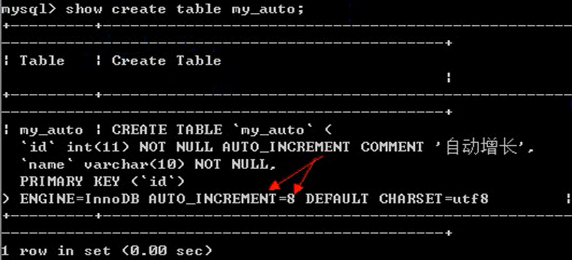 mysql> show create table my_auto;
+---------+------------------------------------------------------
-------------------------------------------------+
| Table   | Create Table
                                                 |
+---------+------------------------------------------------------
-------------------------------------------------+
| my_auto | CREATE TABLE `my_auto` (
  `id` int(11) NOT NULL AUTO_INCREMENT COMMENT '自动增长',
  `name` varchar(10) NOT NULL,
  PRIMARY KEY (`id`)
) ENGINE=InnoDB AUTO_INCREMENT=8 DEFAULT CHARSET=utf8         |
+---------+------------------------------------------------------
-------------------------------------------------+
1 row in set (0.00 sec)